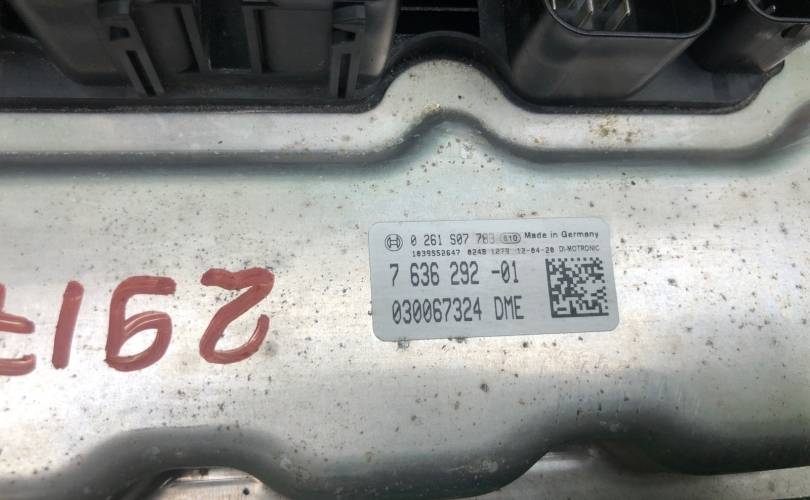 0 261 S07 783 E10 Made in Germany
1039S52647 0248 1279 12-04-20 DI-MOTRONIC
7 636 292 -01
030067324 DME
2917